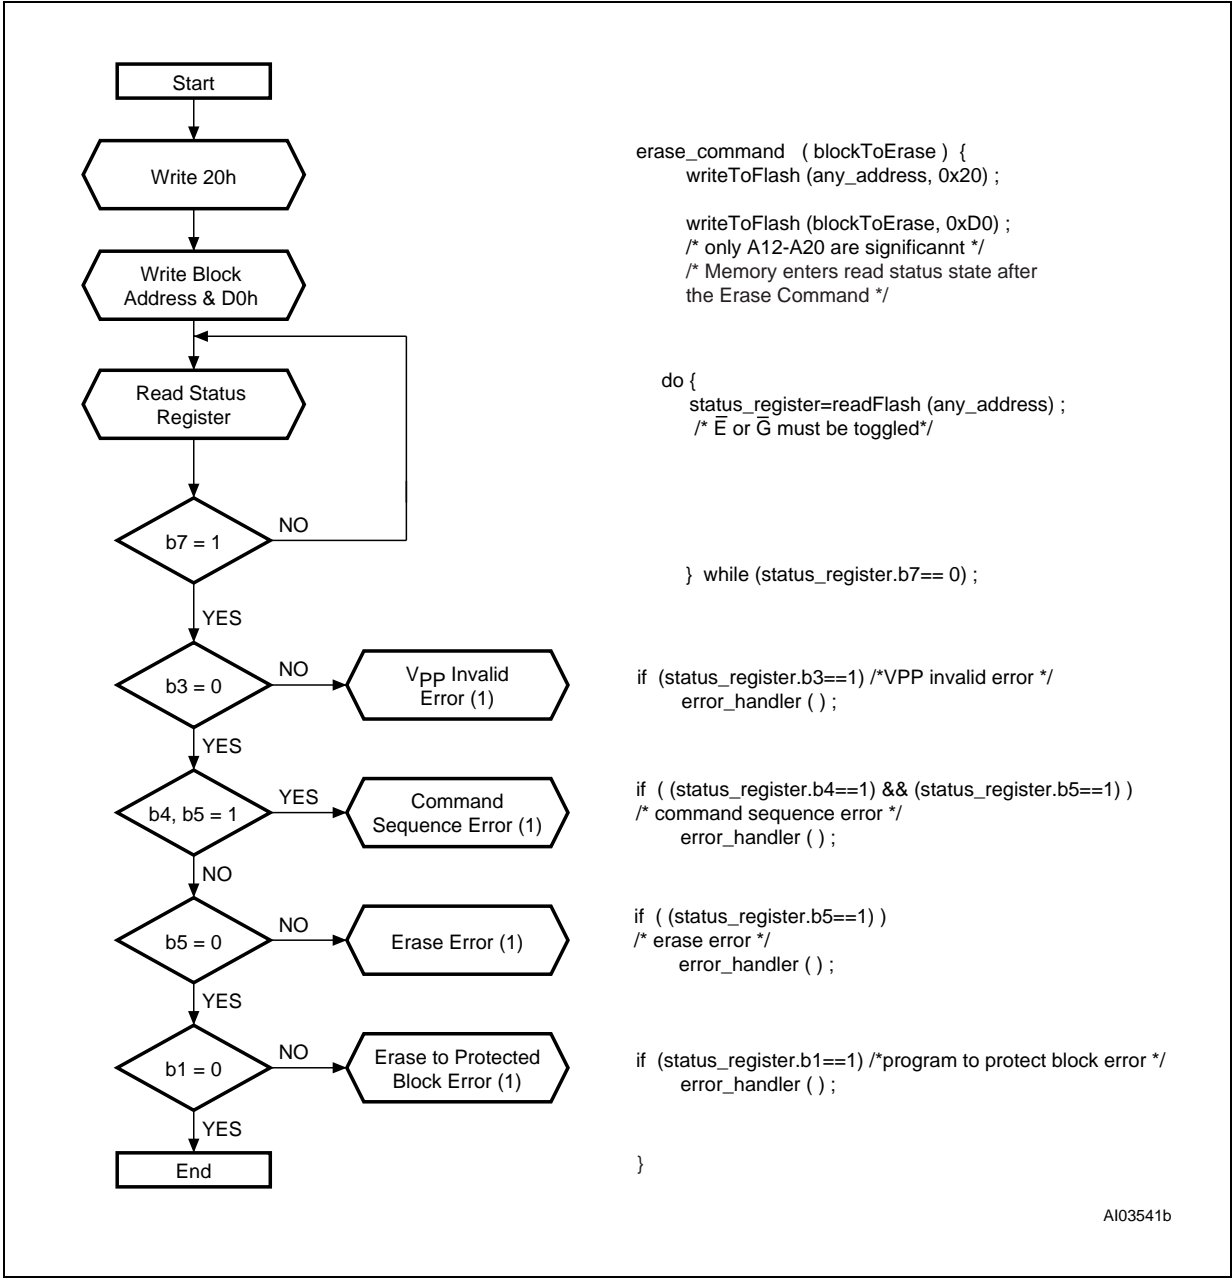 Start
Write 20h
Write Block
Address & D0h
Read Status
Register
b7 = 1
NO
YES
b3 = 0
NO
VPP Invalid
Error (1)
YES
b4, b5 = 1
YES
Command
Sequence Error (1)
NO
b5 = 0
NO
Erase Error (1)
YES
b1 = 0
NO
Erase to Protected
Block Error (1)
YES
End
erase_command ( blockToErase ) {
writeToFlash (any_address, 0x20) ;
writeToFlash (blockToErase, 0xD0) ;
/* only A12-A20 are significannt */
/* Memory enters read status state after
the Erase Command */
do {
status_register=readFlash (any_address) ;
/* E̅ or G̅ must be toggled*/
} while (status_register.b7== 0) ;
if (status_register.b3==1) /*VPP invalid error */
error_handler ( ) ;
if ( (status_register.b4==1) && (status_register.b5==1) )
/* command sequence error */
error_handler ( ) ;
if ( (status_register.b5==1) )
/* erase error */
error_handler ( ) ;
if (status_register.b1==1) /*program to protect block error */
error_handler ( ) ;
}
AI03541b